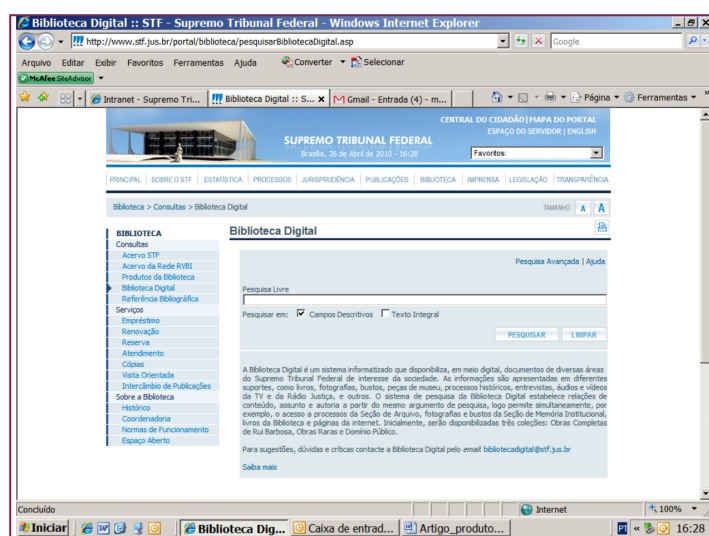 Biblioteca Digital :: STF - Supremo Tribunal Federal - Windows Internet Explorer
http://www.stf.jus.br/portal/biblioteca/pesquisarBibliotecaDigital.asp
Google
Arquivo Editar Exibir Favoritos Ferramentas Ajuda Converter Selecionar
McAfee SiteAdvisor
Intranet - Supremo Tri... Biblioteca Digital :: S... X Gmail - Entrada (4) - m... Página Ferramentas
CENTRAL DO CIDADÃO | MAPA DO PORTAL
ESPAÇO DO SERVIDOR | ENGLISH
SUPREMO TRIBUNAL FEDERAL
Brasília, 26 de Abril de 2010 - 16:28
Favoritos:
PRINCIPAL SOBRE O STF ESTATÍSTICA PROCESSOS JURISPRUDÊNCIA PUBLICAÇÕES BIBLIOTECA IMPRENSA LEGISLAÇÃO TRANSPARÊNCIA
Biblioteca > Consultas > Biblioteca Digital
TAMANHO A A
BIBLIOTECA
Consultas
Acervo STF
Acervo da Rede RVBI
Produtos da Biblioteca
Biblioteca Digital
Referência Bibliográfica
Serviços
Empréstimo
Renovação
Reserva
Atendimento
Cópias
Visita Orientada
Intercâmbio de Publicações
Sobre a Biblioteca
Histórico
Coordenadoria
Normas de Funcionamento
Espaço Aberto
Biblioteca Digital
Pesquisa Avançada | Ajuda
Pesquisa Livre
Pesquisar em: Campos Descritivos Texto Integral
PESQUISAR LIMPAR
A Biblioteca Digital é um sistema informatizado que disponibiliza, em meio digital, documentos de diversas áreas
do Supremo Tribunal Federal de interesse da sociedade. As informações são apresentadas em diferentes
suportes, como livros, fotografias, bustos, peças de museu, processos históricos, entrevistas, áudios e vídeos
da TV e da Rádio Justiça, e outros. O sistema de pesquisa da Biblioteca Digital estabelece relações de
conteúdo, assunto e autoria a partir do mesmo argumento de pesquisa, logo permite simultaneamente, por
exemplo, o acesso a processos da Seção de Arquivo, fotografias e bustos da Seção de Memória Institucional,
livros da Biblioteca e páginas da internet. Inicialmente, serão disponibilizadas três coleções: Obras Completas
de Rui Barbosa, Obras Raras e Domínio Público.
Para sugestões, dúvidas e críticas contacte a Biblioteca Digital pelo email: bibliotecadigital@stf.jus.br
Saiba mais
Concluído
Internet 100%
Iniciar Biblioteca Dig... Caixa de entrad... Artigo_produto... PT « 16:28